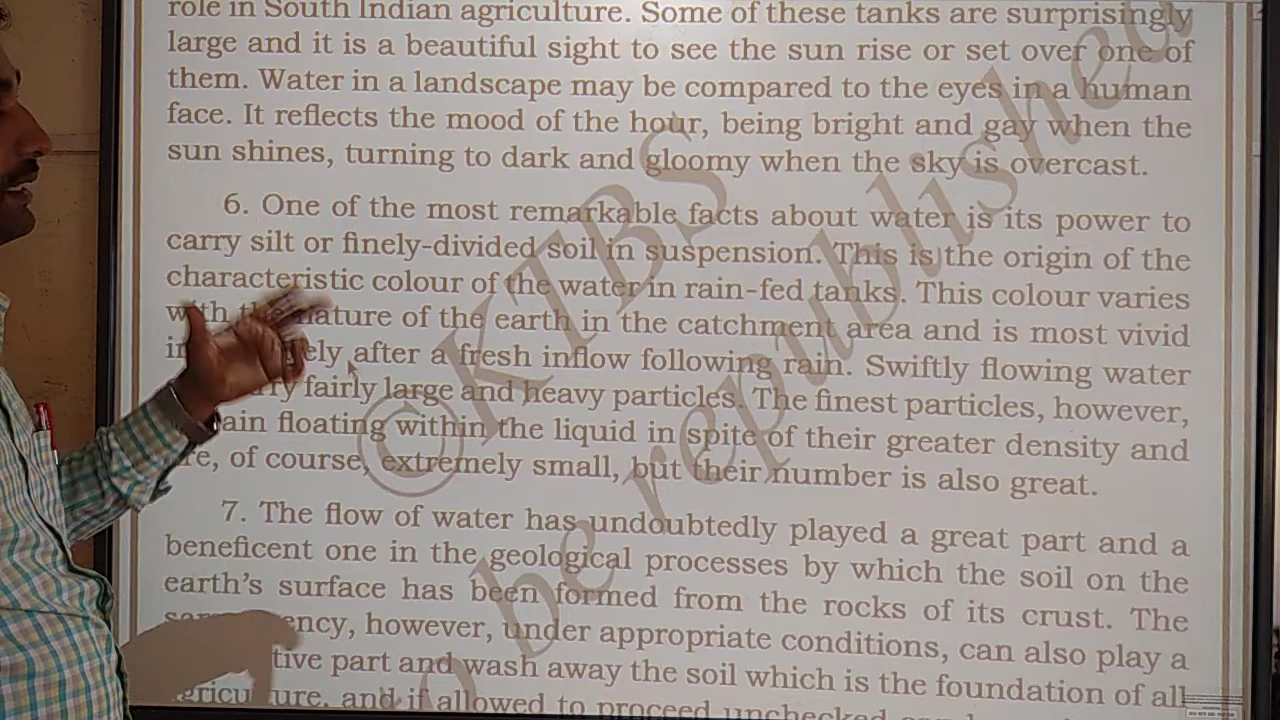 role in South Indian agriculture. Some of these tanks are surprisingly
large and it is a beautiful sight to see the sun rise or set over one of
them. Water in a landscape may be compared to the eyes in a human
face. It reflects the mood of the hour, being bright and gay when the
sun shines, turning to dark and gloomy when the sky is overcast.
6. One of the most remarkable facts about water is its power to
carry silt or finely-divided soil in suspension. This is the origin of the
characteristic colour of the water in rain-fed tanks. This colour varies
with the nature of the earth in the catchment area and is most vivid
after a fresh inflow following rain. Swiftly flowing water
fairly large and heavy particles. The finest particles, however,
floating within the liquid in spite of their greater density and
of course, extremely small, but their number is also great.
7. The flow of water has undoubtedly played a great part and a
beneficent one in the geological processes by which the soil on the
earth's surface has been formed from the rocks of its crust. The
however, under appropriate conditions, can also play a
part and wash away the soil which is the foundation of all
and if allowed to proceed unchecked
©KTBS
be republished